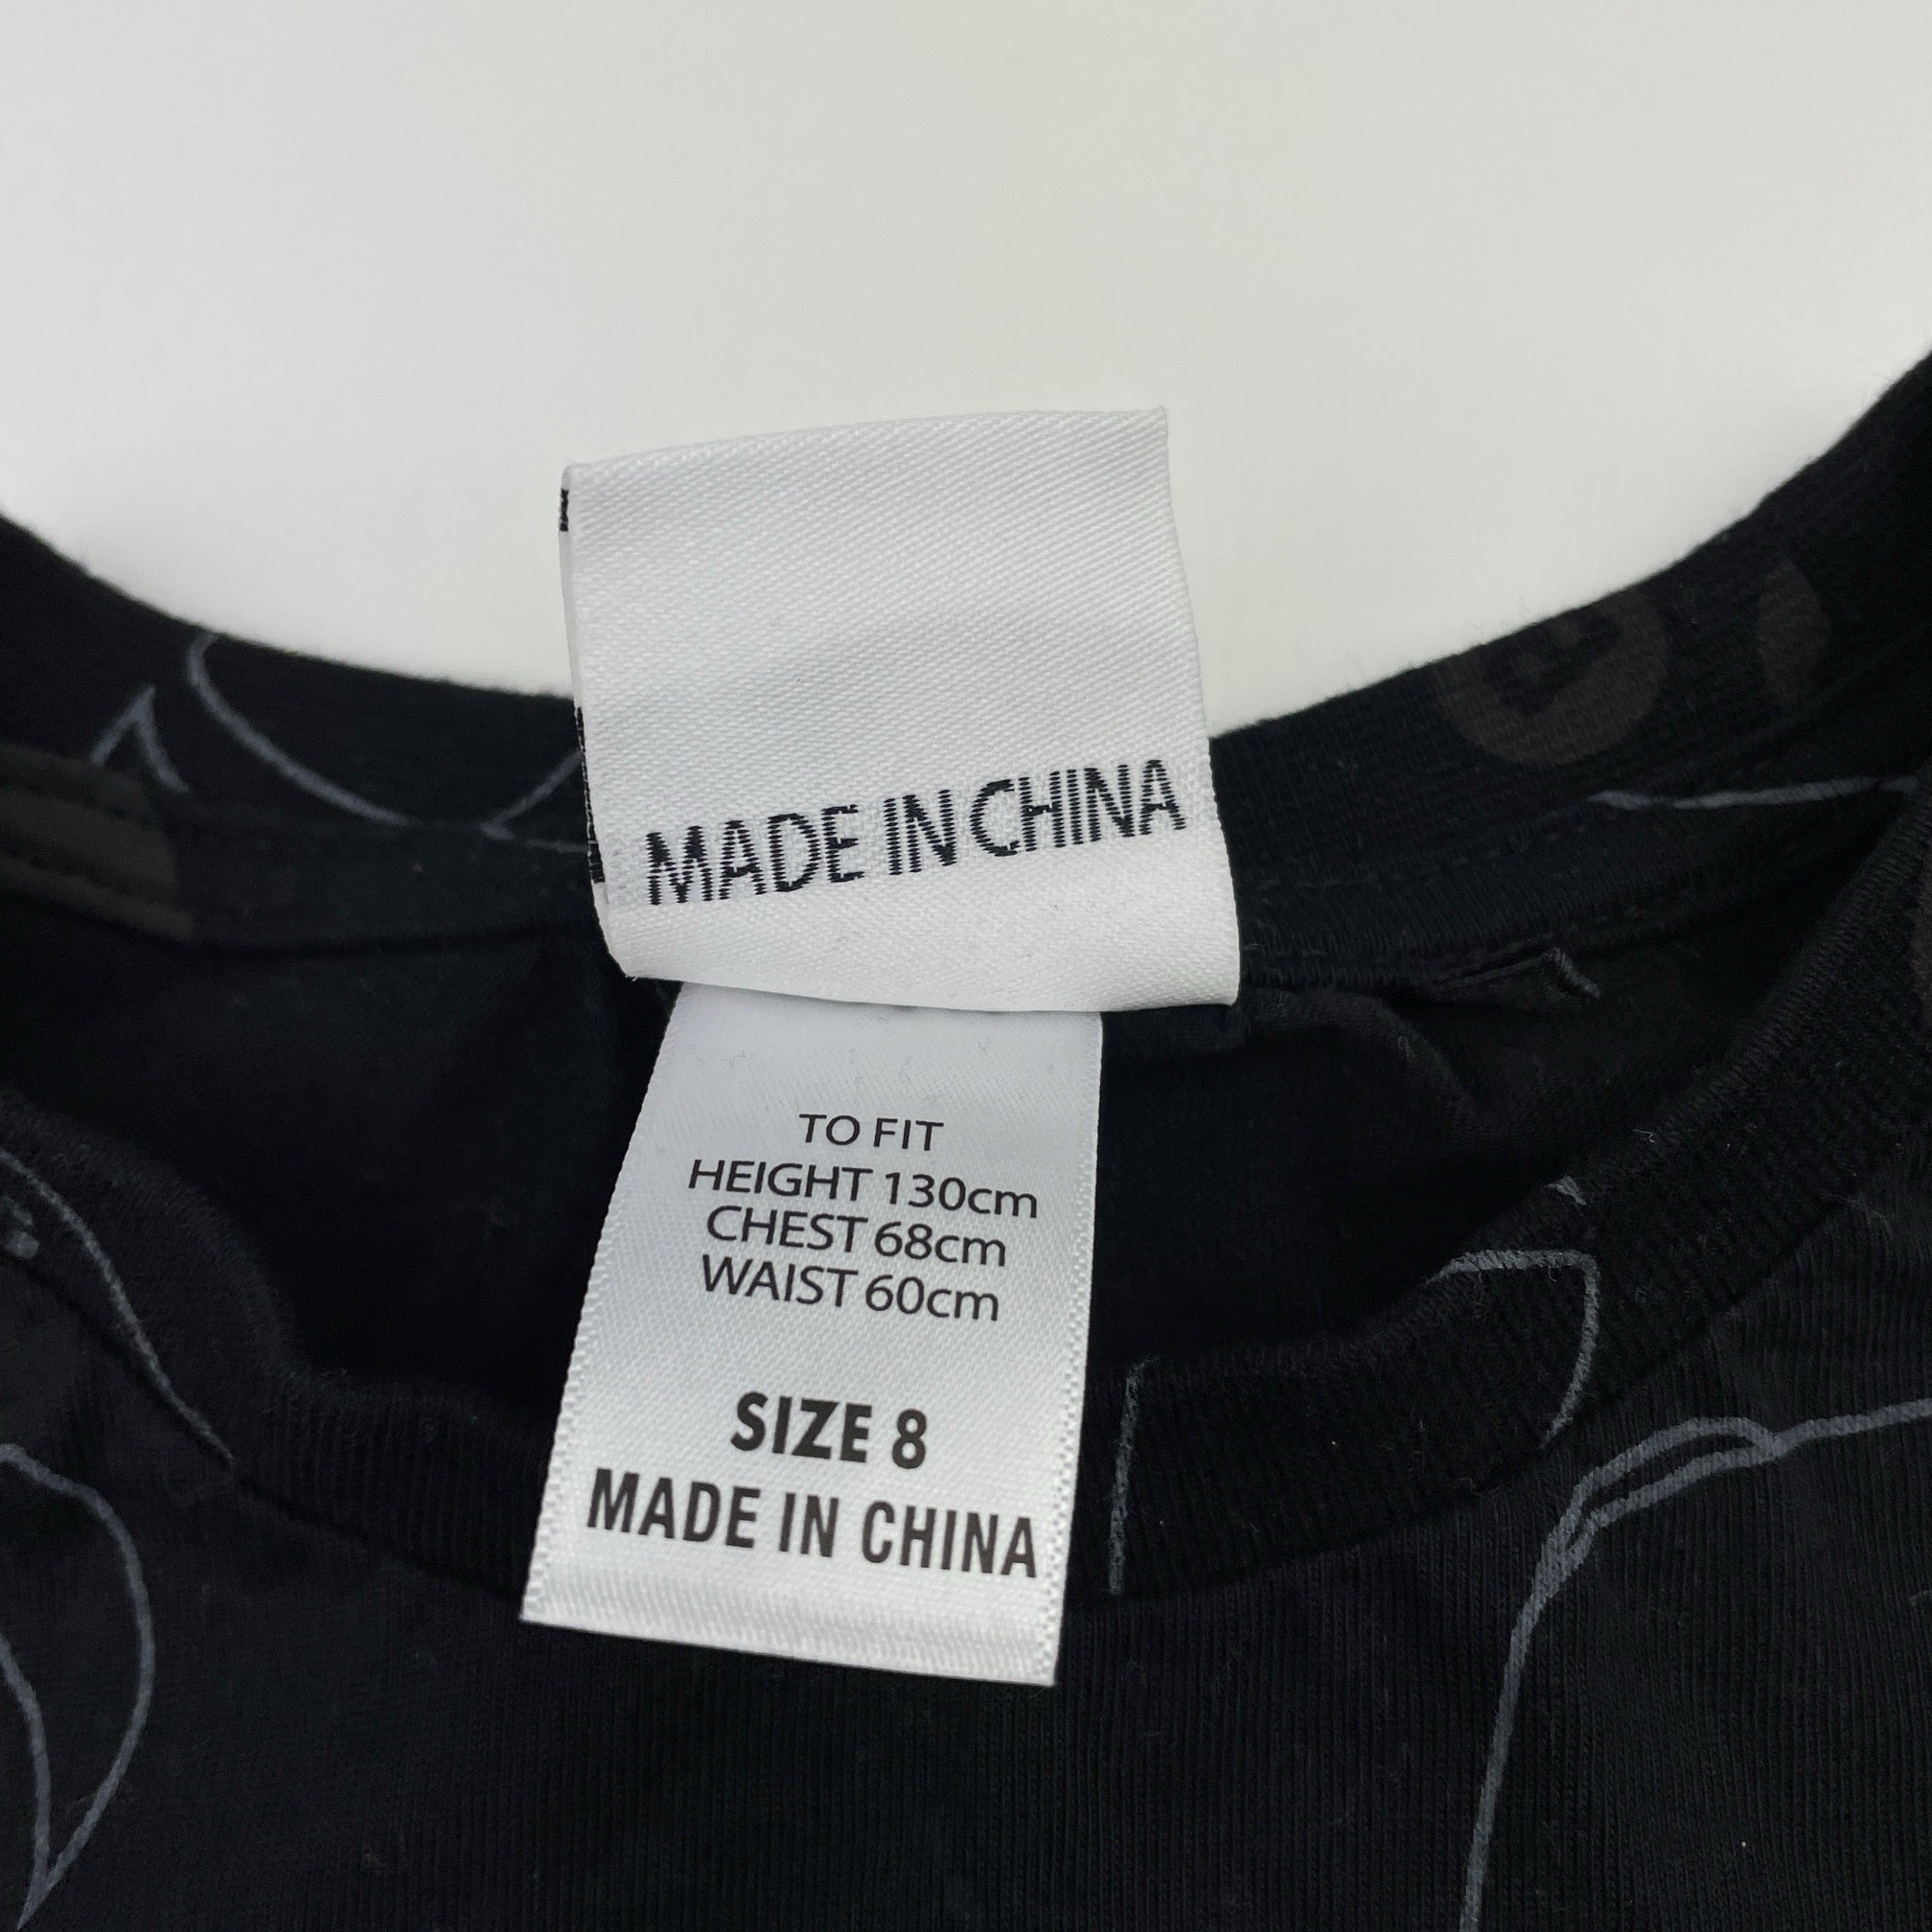 MADE IN CHINA
TO FIT
HEIGHT 130cm
CHEST 68cm
WAIST 60cm
SIZE 8
MADE IN CHINA